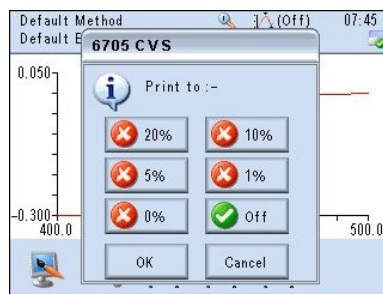 Default Method (Off) 07:45
Default E
6705 CVS
0.050
Print to :-
20% 10%
5% 1%
0% Off
-0.300
400.0 500.0
OK Cancel